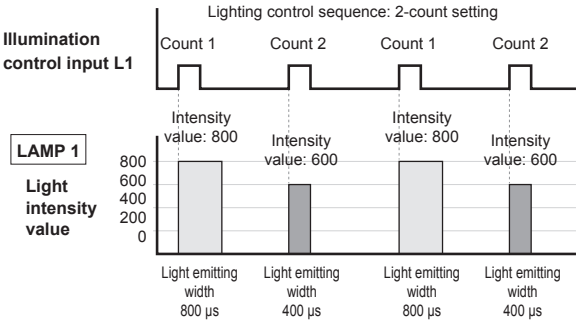 Lighting control sequence: 2-count setting
Illumination
control input L1
Count 1
Count 2
Count 1
Count 2
LAMP 1
Light
intensity
value
800
600
400
200
0
Intensity
value: 800
Intensity
value: 600
Intensity
value: 800
Intensity
value: 600
Light emitting
width
800 µs
Light emitting
width
400 µs
Light emitting
width
800 µs
Light emitting
width
400 µs